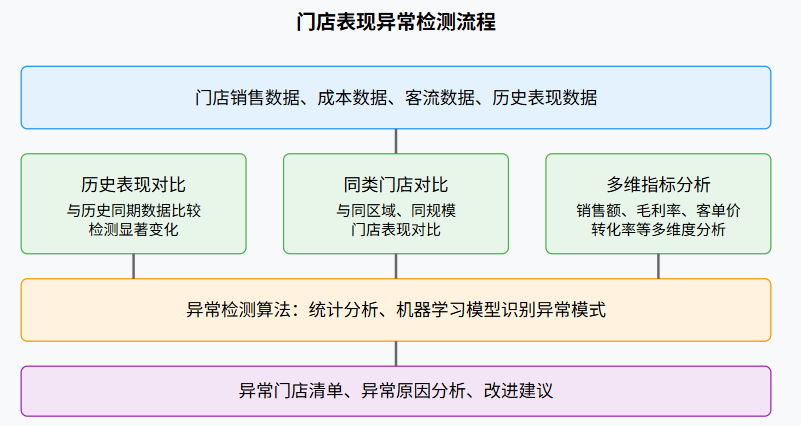 门店表现异常检测流程
门店销售数据、成本数据、客流数据、历史表现数据
历史表现对比
与历史同期数据比较
检测显著变化
同类门店对比
与同区域、同规模
门店表现对比
多维指标分析
销售额、毛利率、客单价
转化率等多维度分析
异常检测算法：统计分析、机器学习模型识别异常模式
异常门店清单、异常原因分析、改进建议